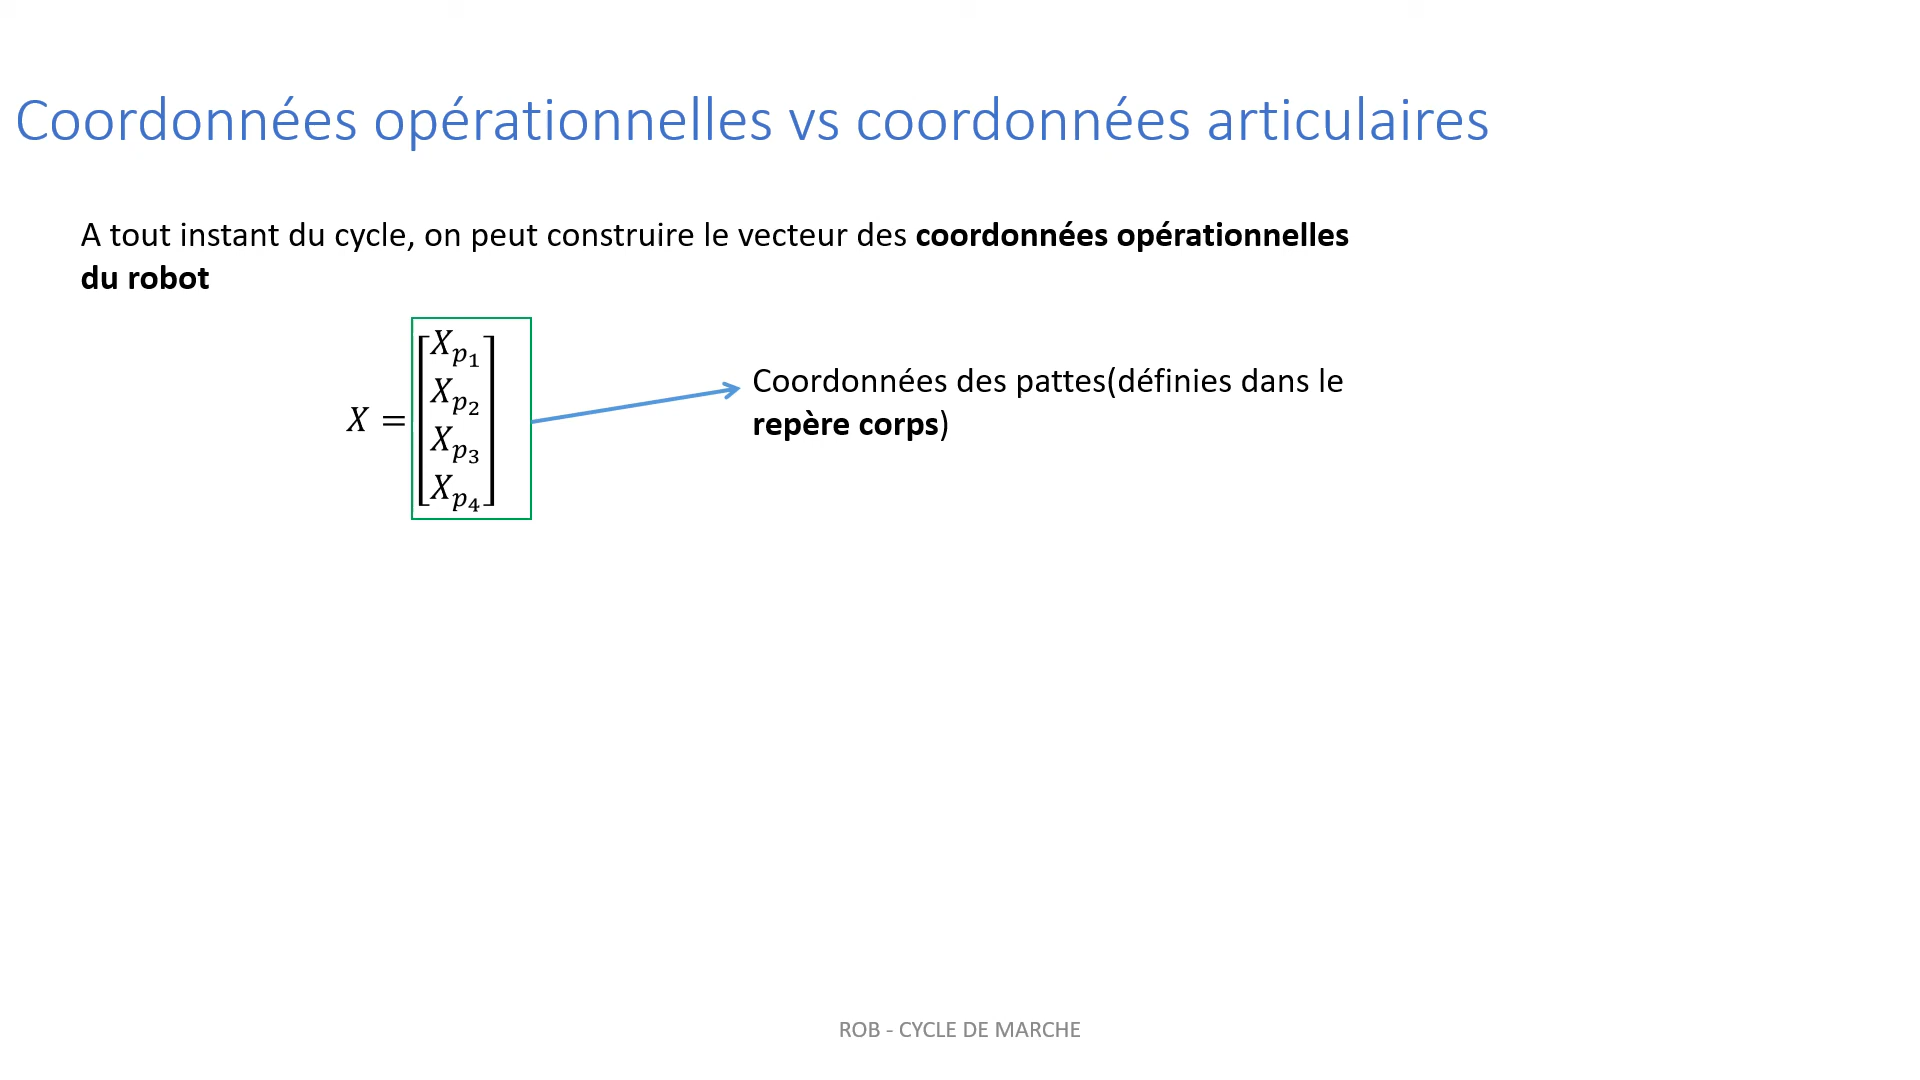 Coordonnées opérationnelles vs coordonnées articulaires
A tout instant du cycle, on peut construire le vecteur des coordonnées opérationnelles
du robot
X = [X_{p_1} X_{p_2} X_{p_3} X_{p_4}]
Coordonnées des pattes(définies dans le
repère corps)
ROB - CYCLE DE MARCHE